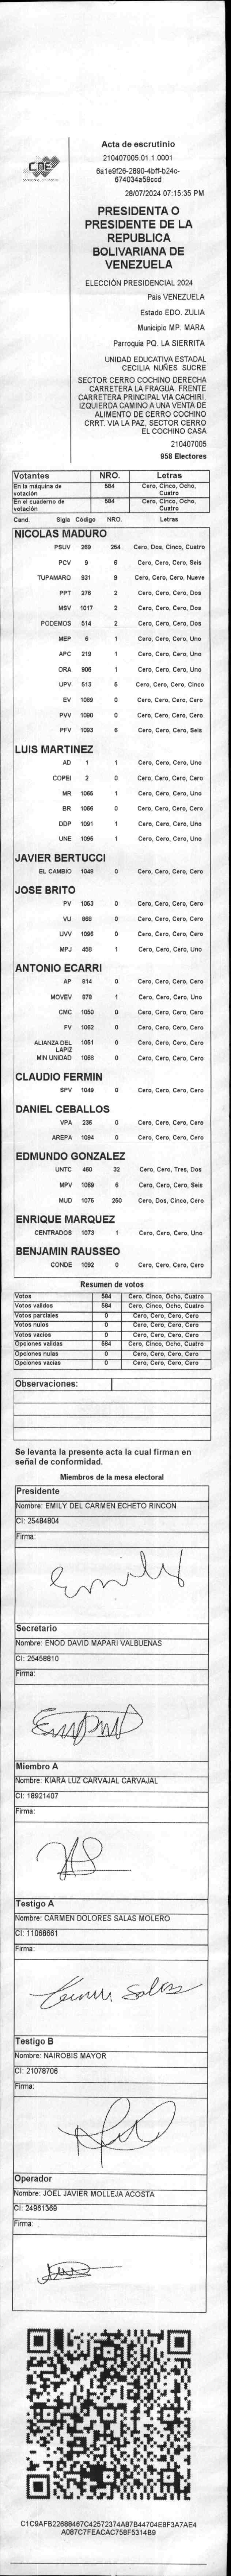 CNE
Acta de escrutinio
210407005.01.1.0001
6a1e9f26-2890-4bff-b24c-
674034a59ccd
28/07/2024 07:15:35 PM
PRESIDENTA O
PRESIDENTE DE LA
REPUBLICA
BOLIVARIANA DE
VENEZUELA
ELECCIÓN PRESIDENCIAL 2024
Pais VENEZUELA
Estado EDO. ZULIA
Municipio MP. MARA
Parroquia PQ. LA SIERRITA
UNIDAD EDUCATIVA ESTADAL
CECILIA NUÑES SUCRE
SECTOR CERRO COCHINO DERECHA
CARRETERA LA FRAGUA. FRENTE
CARRETERA PRINCIPAL VIA CACHIRI.
IZQUIERDA CAMINO A UNA VENTA DE
ALIMENTO DE CERRO COCHINO
CRRT. VIA LA PAZ. SECTOR CERRO
EL COCHINO CASA
210407005
958 Electores
Votantes NRO. Letras
En la máquina de votación 584 Cero, Cinco, Ocho, Cuatro
En el cuaderno de votación 584 Cero, Cinco, Ocho, Cuatro
Cand. Sigla Código NRO. Letras
NICOLAS MADURO
PSUV 269 254 Cero, Dos, Cinco, Cuatro
PCV 9 6 Cero, Cero, Cero, Seis
TUPAMARO 931 9 Cero, Cero, Cero, Nueve
PPT 276 2 Cero, Cero, Cero, Dos
MSV 1017 2 Cero, Cero, Cero, Dos
PODEMOS 514 2 Cero, Cero, Cero, Dos
MEP 6 1 Cero, Cero, Cero, Uno
APC 219 1 Cero, Cero, Cero, Uno
ORA 906 1 Cero, Cero, Cero, Uno
UPV 513 5 Cero, Cero, Cero, Cinco
EV 1089 0 Cero, Cero, Cero, Cero
PVV 1090 0 Cero, Cero, Cero, Cero
PFV 1093 6 Cero, Cero, Cero, Seis
LUIS MARTINEZ
AD 1 1 Cero, Cero, Cero, Uno
COPEI 2 0 Cero, Cero, Cero, Cero
MR 1065 1 Cero, Cero, Cero, Uno
BR 1066 0 Cero, Cero, Cero, Cero
DDP 1091 1 Cero, Cero, Cero, Uno
UNE 1095 1 Cero, Cero, Cero, Uno
JAVIER BERTUCCI
EL CAMBIO 1048 0 Cero, Cero, Cero, Cero
JOSE BRITO
PV 1053 0 Cero, Cero, Cero, Cero
VU 968 0 Cero, Cero, Cero, Cero
UVV 1096 0 Cero, Cero, Cero, Cero
MPJ 458 1 Cero, Cero, Cero, Uno
ANTONIO ECARRI
AP 814 0 Cero, Cero, Cero, Cero
MOVEV 878 1 Cero, Cero, Cero, Uno
CMC 1050 0 Cero, Cero, Cero, Cero
FV 1062 0 Cero, Cero, Cero, Cero
ALIANZA DEL LAPIZ 1051 0 Cero, Cero, Cero, Cero
MIN UNIDAD 1068 0 Cero, Cero, Cero, Cero
CLAUDIO FERMIN
SPV 1049 0 Cero, Cero, Cero, Cero
DANIEL CEBALLOS
VPA 236 0 Cero, Cero, Cero, Cero
AREPA 1094 0 Cero, Cero, Cero, Cero
EDMUNDO GONZALEZ
UNTC 460 32 Cero, Cero, Tres, Dos
MPV 1069 6 Cero, Cero, Cero, Seis
MUD 1075 250 Cero, Dos, Cinco, Cero
ENRIQUE MARQUEZ
CENTRADOS 1073 1 Cero, Cero, Cero, Uno
BENJAMIN RAUSSEO
CONDE 1092 0 Cero, Cero, Cero, Cero
Resumen de votos
Votos 584 Cero, Cinco, Ocho, Cuatro
Votos validos 584 Cero, Cinco, Ocho, Cuatro
Votos parciales 0 Cero, Cero, Cero, Cero
Votos nulos 0 Cero, Cero, Cero, Cero
Votos vacios 0 Cero, Cero, Cero, Cero
Opciones validas 584 Cero, Cinco, Ocho, Cuatro
Opciones nulas 0 Cero, Cero, Cero, Cero
Opciones vacias 0 Cero, Cero, Cero, Cero
Observaciones:
Se levanta la presente acta la cual firman en
señal de conformidad.
Miembros de la mesa electoral
Presidente
Nombre: EMILY DEL CARMEN ECHETO RINCON
CI: 25484804
Firma:
Emily
Secretario
Nombre: ENOD DAVID MAPARI VALBUENAS
CI: 25458810
Firma:
Miembro A
Nombre: KIARA LUZ CARVAJAL CARVAJAL
CI: 18921407
Firma:
Testigo A
Nombre: CARMEN DOLORES SALAS MOLERO
CI: 11066661
Firma:
Carmen Salas
Testigo B
Nombre: NAIROBIS MAYOR
CI: 21078706
Firma:
Operador
Nombre: JOEL JAVIER MOLLEJA ACOSTA
CI: 24961369
Firma:
C1C9AFB22688467C42572374A87B44704E8F3A7AE4
A087C7FEACAC758F5314B9